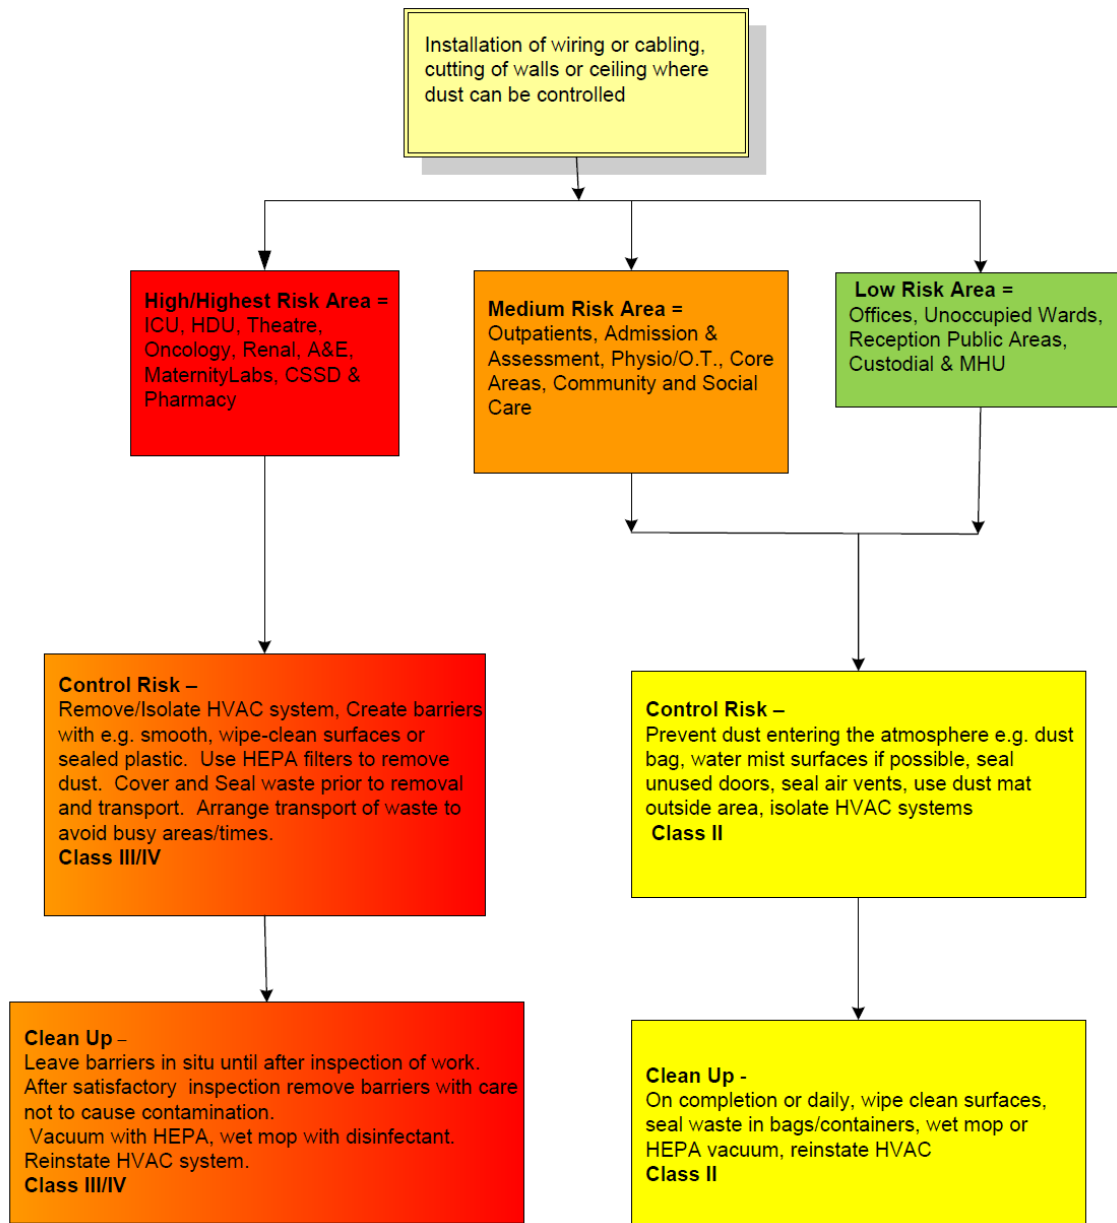 Installation of wiring or cabling,
cutting of walls or ceiling where
dust can be controlled
High/Highest Risk Area =
ICU, HDU, Theatre,
Oncology, Renal, A&E,
MaternityLabs, CSSD &
Pharmacy
Medium Risk Area =
Outpatients, Admission &
Assessment, Physio/O.T., Core
Areas, Community and Social
Care
Low Risk Area =
Offices, Unoccupied Wards,
Reception Public Areas,
Custodial & MHU
Control Risk –
Remove/Isolate HVAC system, Create barriers
with e.g. smooth, wipe-clean surfaces or
sealed plastic.  Use HEPA filters to remove
dust.  Cover and Seal waste prior to removal
and transport.  Arrange transport of waste to
avoid busy areas/times.
Class III/IV
Control Risk –
Prevent dust entering the atmosphere e.g. dust
bag, water mist surfaces if possible, seal
unused doors, seal air vents, use dust mat
outside area, isolate HVAC systems
Class II
Clean Up –
Leave barriers in situ until after inspection of work.
After satisfactory  inspection remove barriers with care
not to cause contamination.
Vacuum with HEPA, wet mop with disinfectant.
Reinstate HVAC system.
Class III/IV
Clean Up -
On completion or daily, wipe clean surfaces,
seal waste in bags/containers, wet mop or
HEPA vacuum, reinstate HVAC
Class II